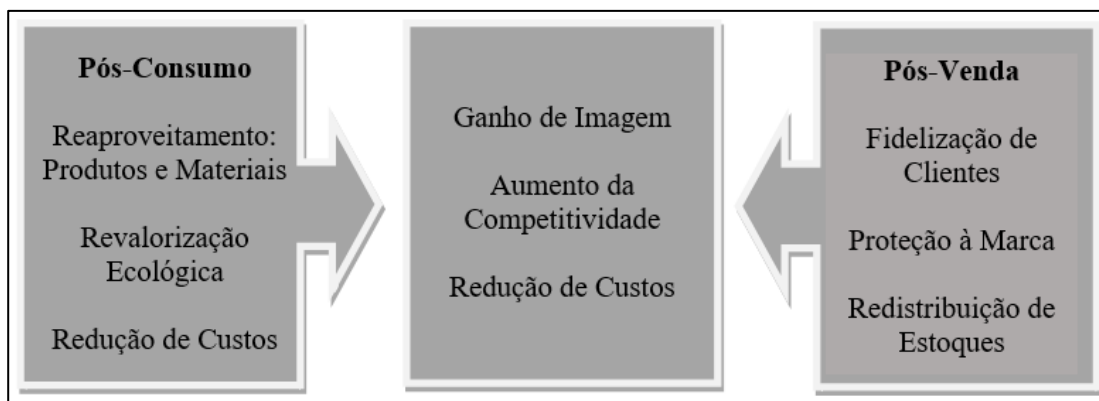 Pós-Consumo
Reaproveitamento:
Produtos e Materiais
Revalorização
Ecológica
Redução de Custos
Ganho de Imagem
Aumento da
Competitividade
Redução de Custos
Pós-Venda
Fidelização de
Clientes
Proteção à Marca
Redistribuição de
Estoques